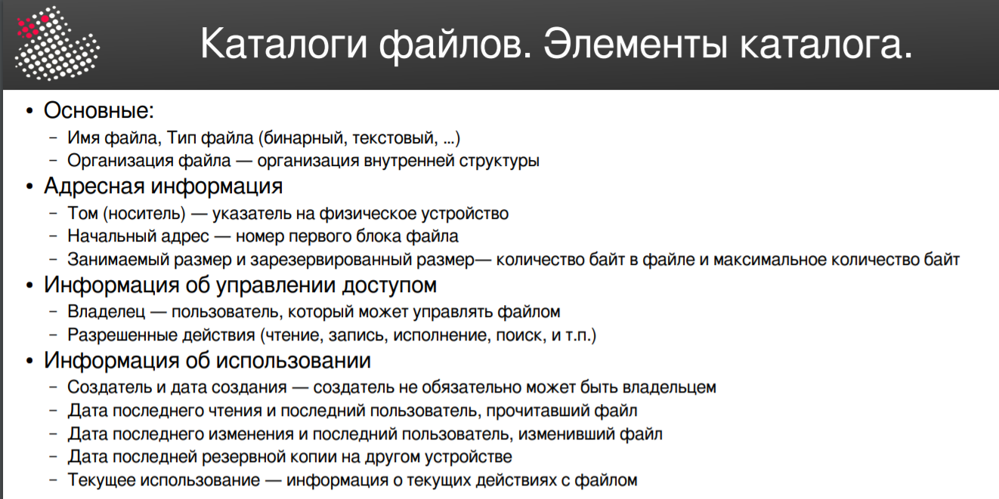 Каталоги файлов. Элементы каталога.
• Основные:
– Имя файла, Тип файла (бинарный, текстовый, ...)
– Организация файла — организация внутренней структуры
• Адресная информация
– Том (носитель) — указатель на физическое устройство
– Начальный адрес — номер первого блока файла
– Занимаемый размер и зарезервированный размер— количество байт в файле и максимальное количество байт
• Информация об управлении доступом
– Владелец — пользователь, который может управлять файлом
– Разрешенные действия (чтение, запись, исполнение, поиск, и т.п.)
• Информация об использовании
– Создатель и дата создания — создатель не обязательно может быть владельцем
– Дата последнего чтения и последний пользователь, прочитавший файл
– Дата последнего изменения и последний пользователь, изменивший файл
– Дата последней резервной копии на другом устройстве
– Текущее использование — информация о текущих действиях с файлом